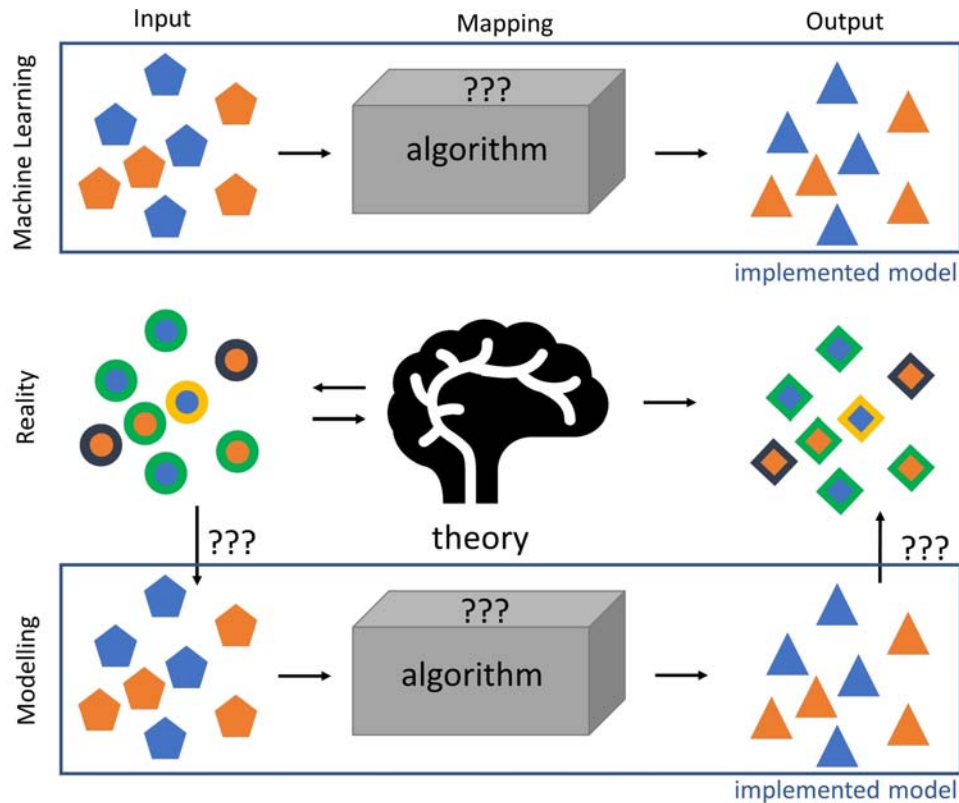 Input
Mapping
Output
Machine Learning
???
algorithm
implemented model
Reality
theory
???
???
Modelling
???
algorithm
implemented model